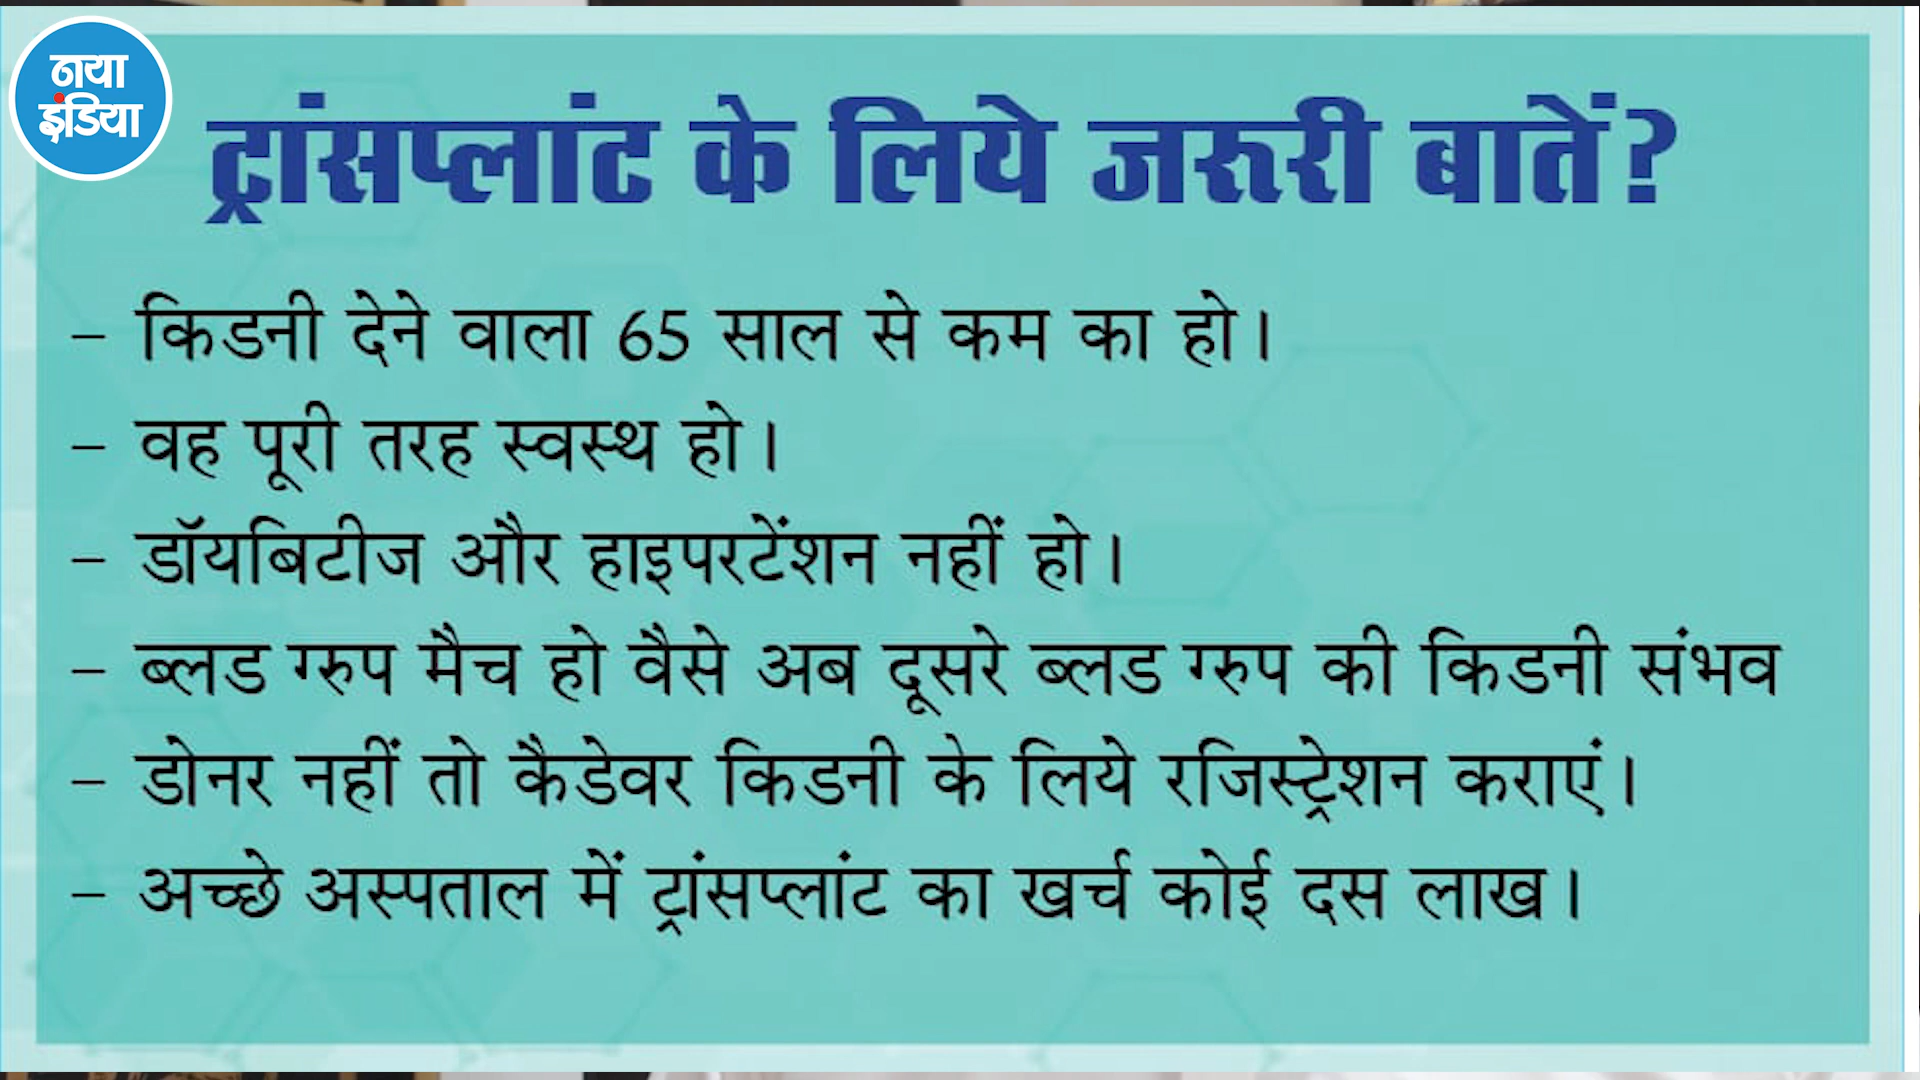 नया
इंडिया
ट्रांसप्लांट के लिये जरूरी बातें?
– किडनी देने वाला 65 साल से कम का हो।
– वह पूरी तरह स्वस्थ हो।
– डॉयबिटीज और हाइपरटेंशन नहीं हो।
– ब्लड ग्रुप मैच हो वैसे अब दूसरे ब्लड ग्रुप की किडनी संभव
– डोनर नहीं तो कैडेवर किडनी के लिये रजिस्ट्रेशन कराएं।
– अच्छे अस्पताल में ट्रांसप्लांट का खर्च कोई दस लाख।